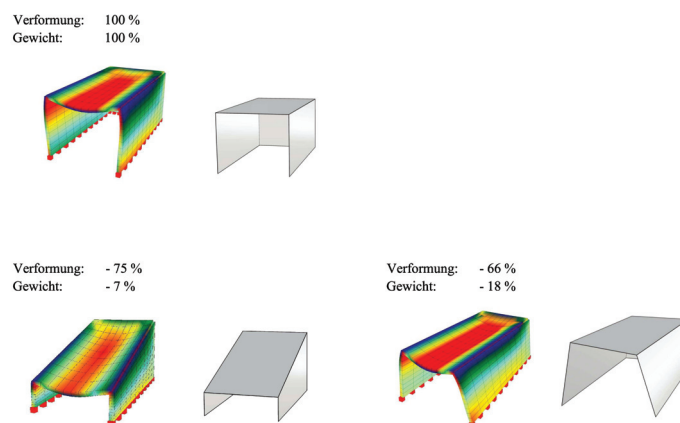 Verformung: 100 %
Gewicht: 100 %
Verformung: - 75 %
Gewicht: - 7 %
Verformung: - 66 %
Gewicht: - 18 %